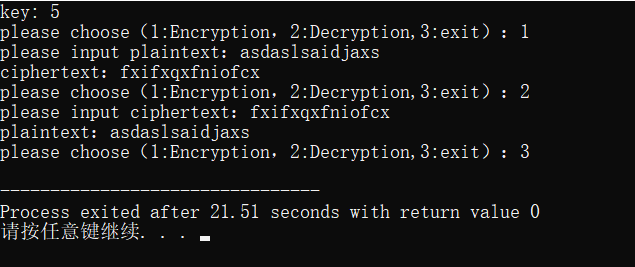 key: 5
please choose（1:Encryption，2:Decryption,3:exit）：1
please input plaintext：asdaslsaidjaxs
ciphertext：fxifxqxfniofcx
please choose（1:Encryption，2:Decryption,3:exit）：2
please input ciphertext：fxifxqxfniofcx
plaintext：asdaslsaidjaxs
please choose（1:Encryption，2:Decryption,3:exit）：3
--------------------------------
Process exited after 21.51 seconds with return value 0
请按任意键继续. . .